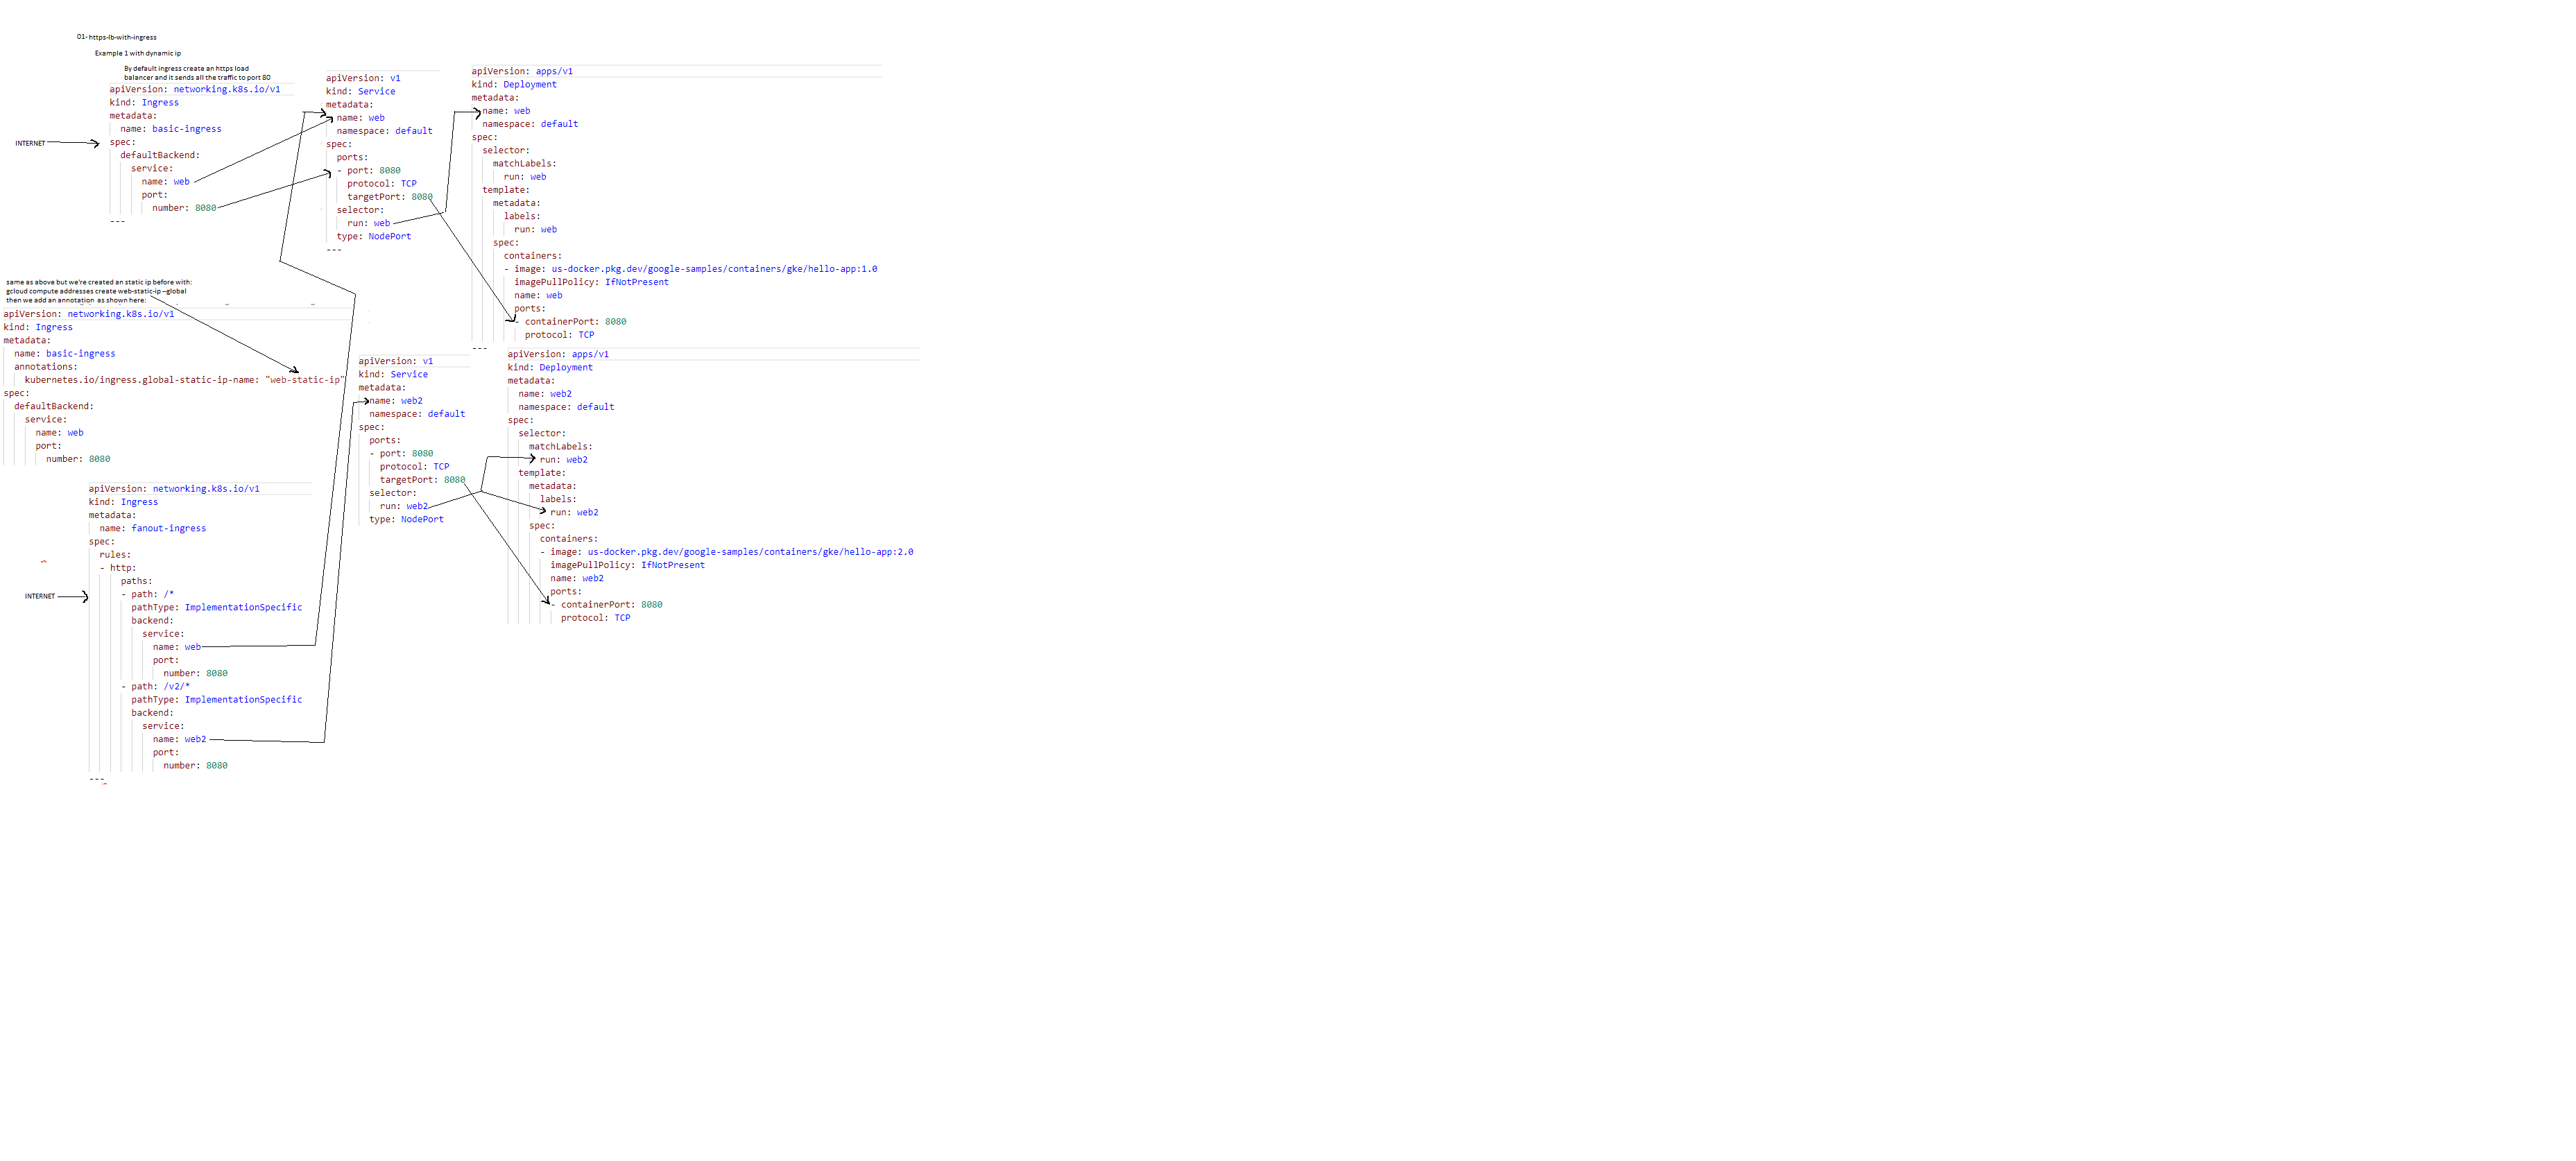 01- https-lb-with-ingress
Example 1 with dynamic ip
By default ingress create an https load
balancer and it sends all the traffic to port 80
apiVersion: networking.k8s.io/v1
kind: Ingress
metadata:
  name: basic-ingress
INTERNET
spec:
  defaultBackend:
    service:
      name: web
      port:
        number: 8080
---
apiVersion: v1
kind: Service
metadata:
  name: web
  namespace: default
spec:
  ports:
  - port: 8080
    protocol: TCP
    targetPort: 8080
  selector:
    run: web
  type: NodePort
---
apiVersion: apps/v1
kind: Deployment
metadata:
  name: web
  namespace: default
spec:
  selector:
    matchLabels:
      run: web
  template:
    metadata:
      labels:
        run: web
    spec:
      containers:
      - image: us-docker.pkg.dev/google-samples/containers/gke/hello-app:1.0
        imagePullPolicy: IfNotPresent
        name: web
        ports:
        - containerPort: 8080
          protocol: TCP
---
same as above but we're created an static ip before with:
gcloud compute addresses create web-static-ip --global
then we add an annotation as shown here:
apiVersion: networking.k8s.io/v1
kind: Ingress
metadata:
  name: basic-ingress
  annotations:
    kubernetes.io/ingress.global-static-ip-name: "web-static-ip"
spec:
  defaultBackend:
    service:
      name: web
      port:
        number: 8080
apiVersion: v1
kind: Service
metadata:
  name: web2
  namespace: default
spec:
  ports:
  - port: 8080
    protocol: TCP
    targetPort: 8080
  selector:
    run: web2
  type: NodePort
apiVersion: apps/v1
kind: Deployment
metadata:
  name: web2
  namespace: default
spec:
  selector:
    matchLabels:
      run: web2
  template:
    metadata:
      labels:
        run: web2
    spec:
      containers:
      - image: us-docker.pkg.dev/google-samples/containers/gke/hello-app:2.0
        imagePullPolicy: IfNotPresent
        name: web2
        ports:
        - containerPort: 8080
          protocol: TCP
apiVersion: networking.k8s.io/v1
kind: Ingress
metadata:
  name: fanout-ingress
spec:
  rules:
  - http:
      paths:
INTERNET
      - path: /*
        pathType: ImplementationSpecific
        backend:
          service:
            name: web
            port:
              number: 8080
      - path: /v2/*
        pathType: ImplementationSpecific
        backend:
          service:
            name: web2
            port:
              number: 8080
---